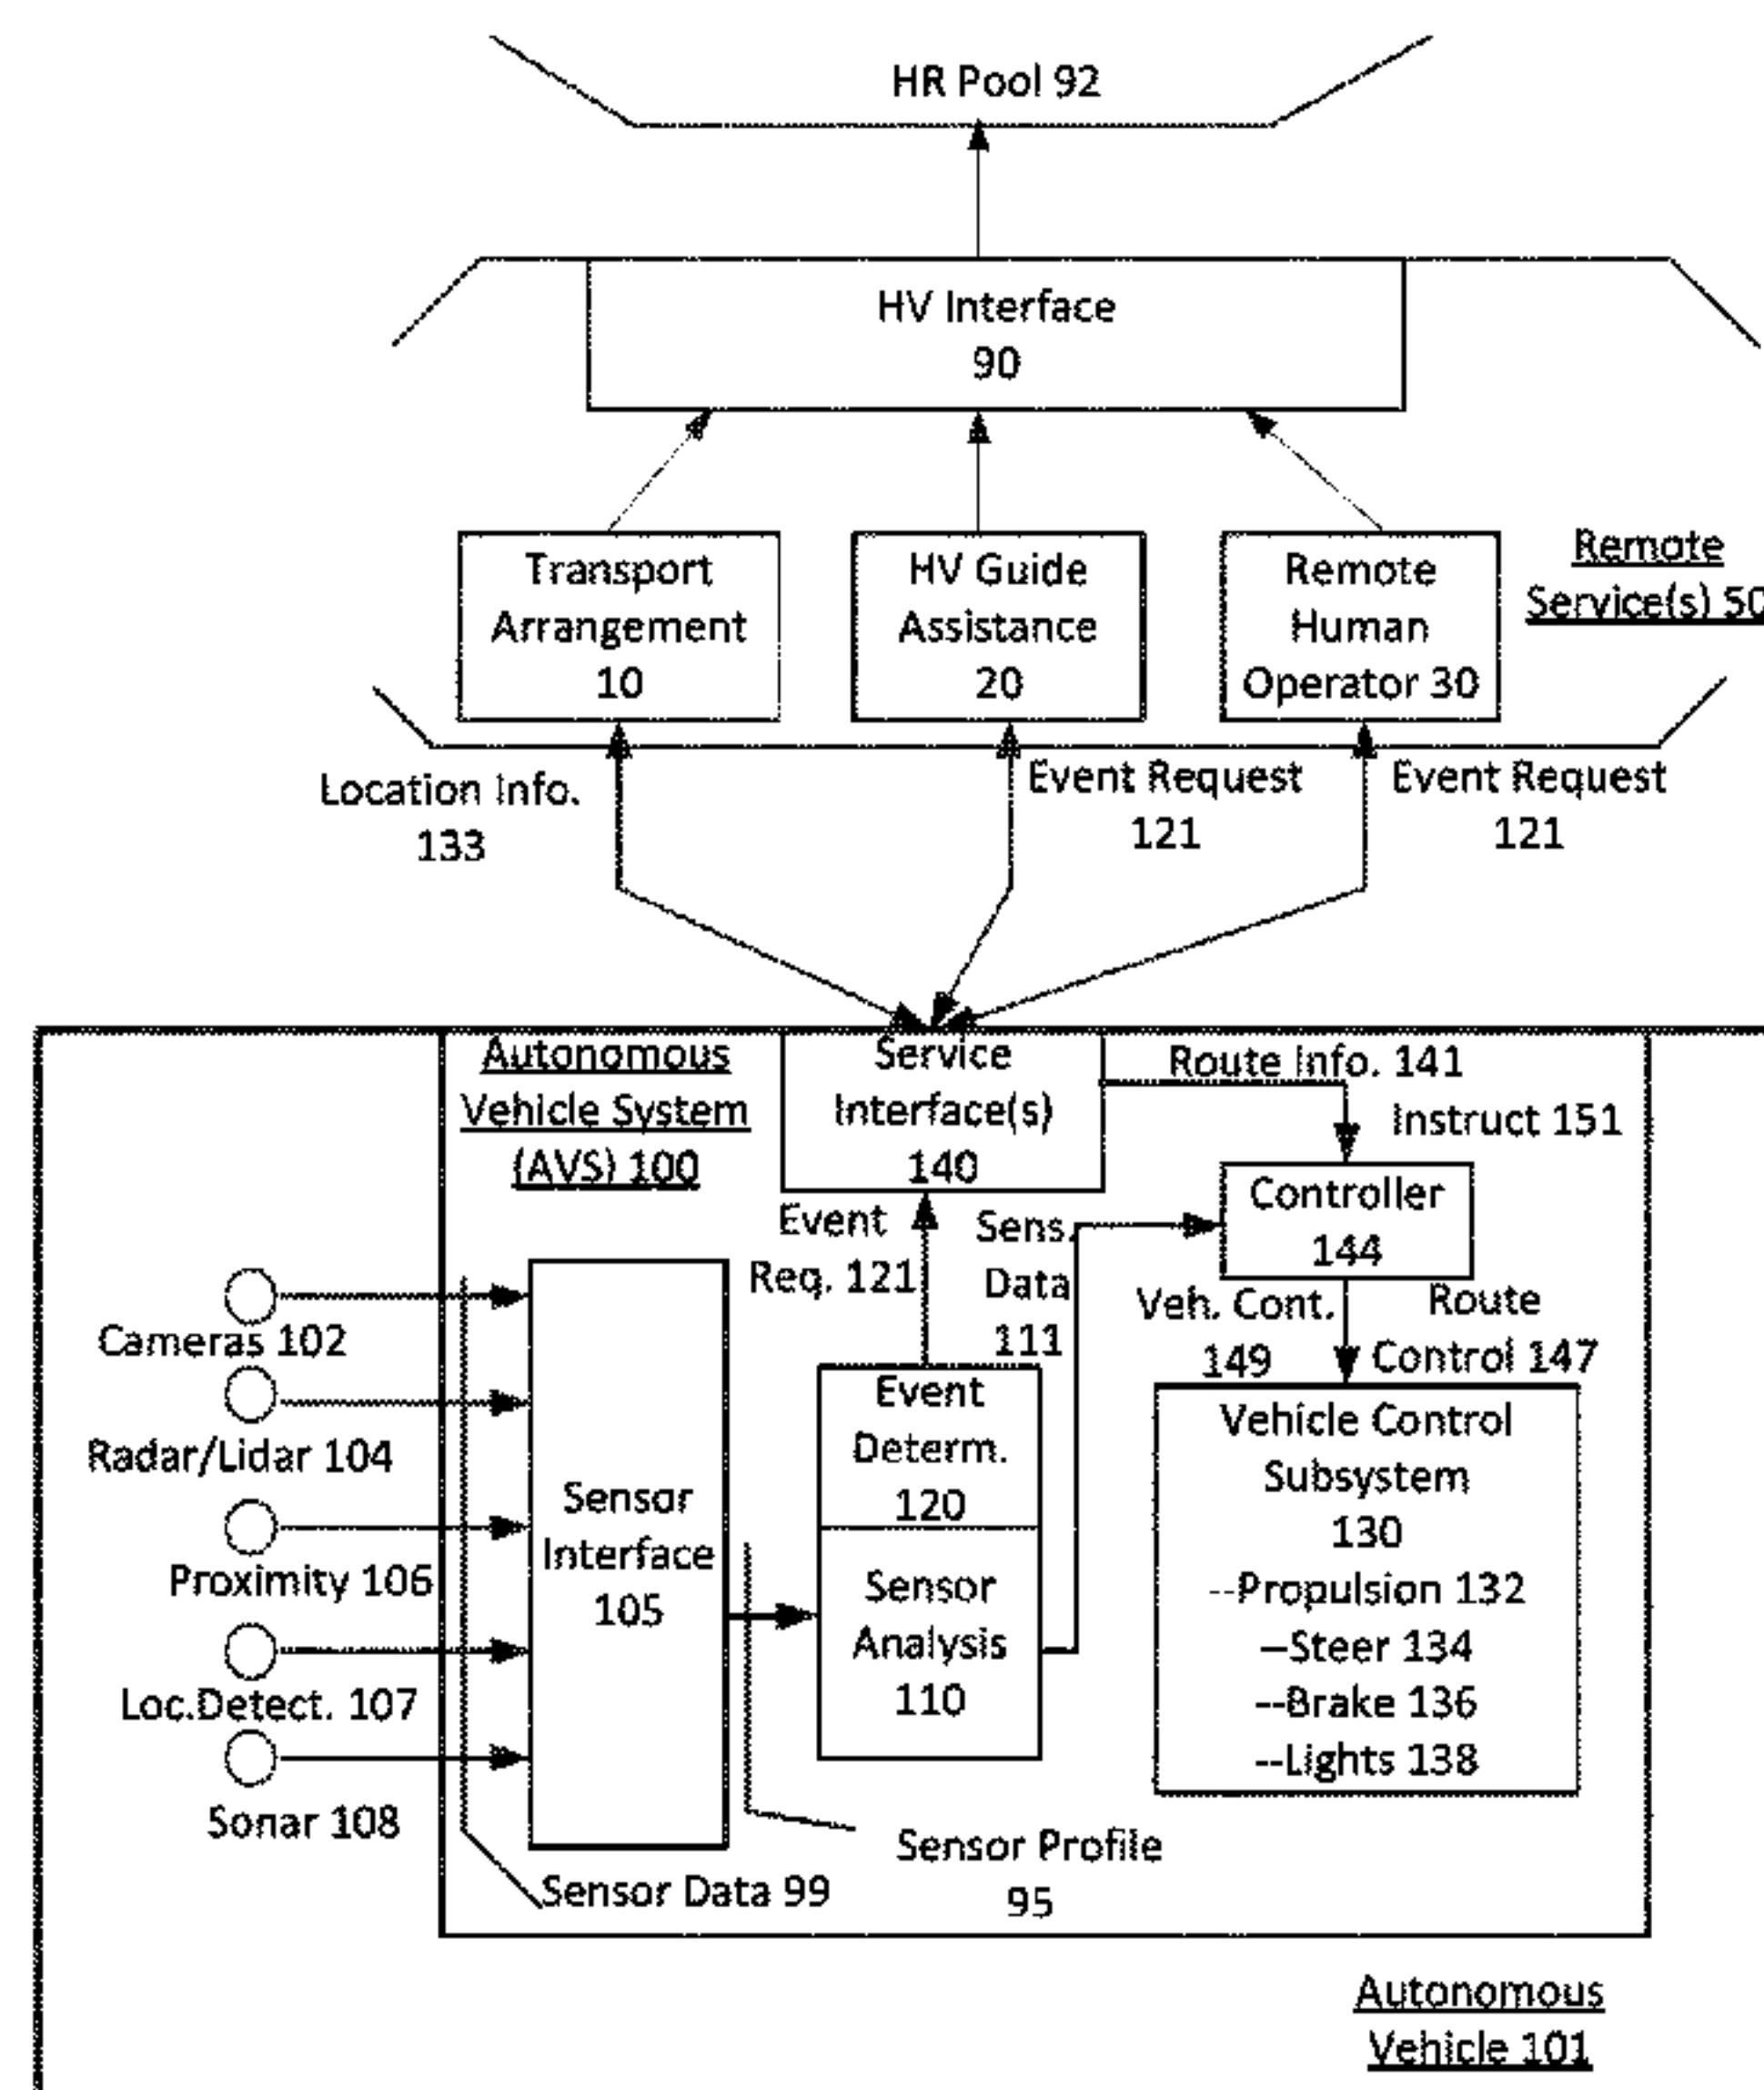 HR Pool 92
HV Interface
90
Transport
Arrangement
10
HV Guide
Assistance
20
Remote
Human
Operator 30
Remote
Service(s) 50
Location Info.
133
Event Request
121
Event Request
121
Autonomous
Vehicle System
(AVS) 100
Service
Interface(s)
140
Route Info. 141
Instruct 151
Controller
144
Event
Req. 121
Sens.
Data
111
Veh. Cont.
149
Route
Control 147
Cameras 102
Radar/Lidar 104
Proximity 106
Loc.Detect. 107
Sonar 108
Sensor
Interface
105
Event
Determ.
120
Sensor
Analysis
110
Vehicle Control
Subsystem
130
--Propulsion 132
--Steer 134
--Brake 136
--Lights 138
Sensor Data 99
Sensor Profile
95
Autonomous
Vehicle 101